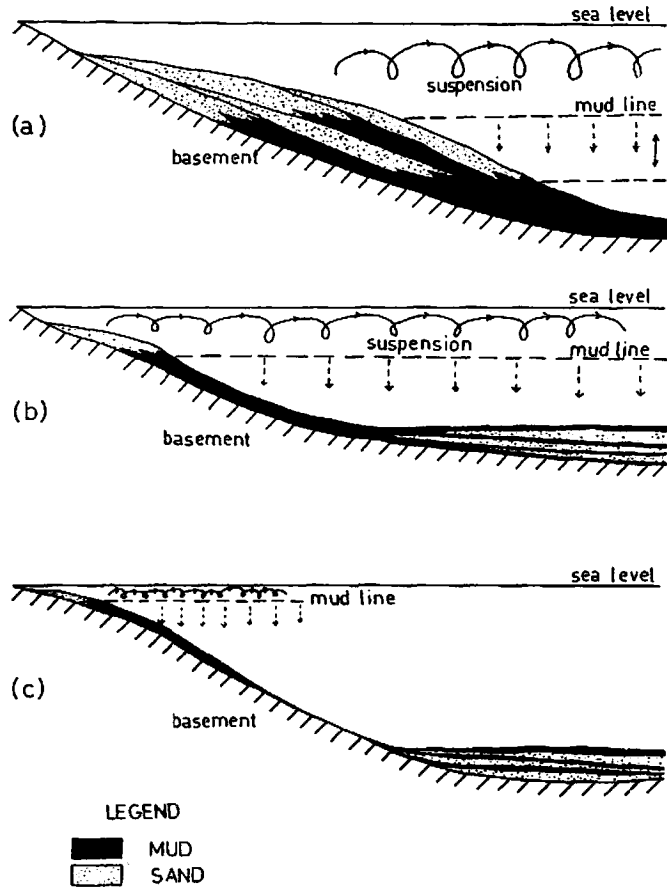 sea level
suspension
mud line
(a)
basement
sea level
suspension
mud line
(b)
basement
sea level
mud line
(c)
basement
LEGEND
MUD
SAND